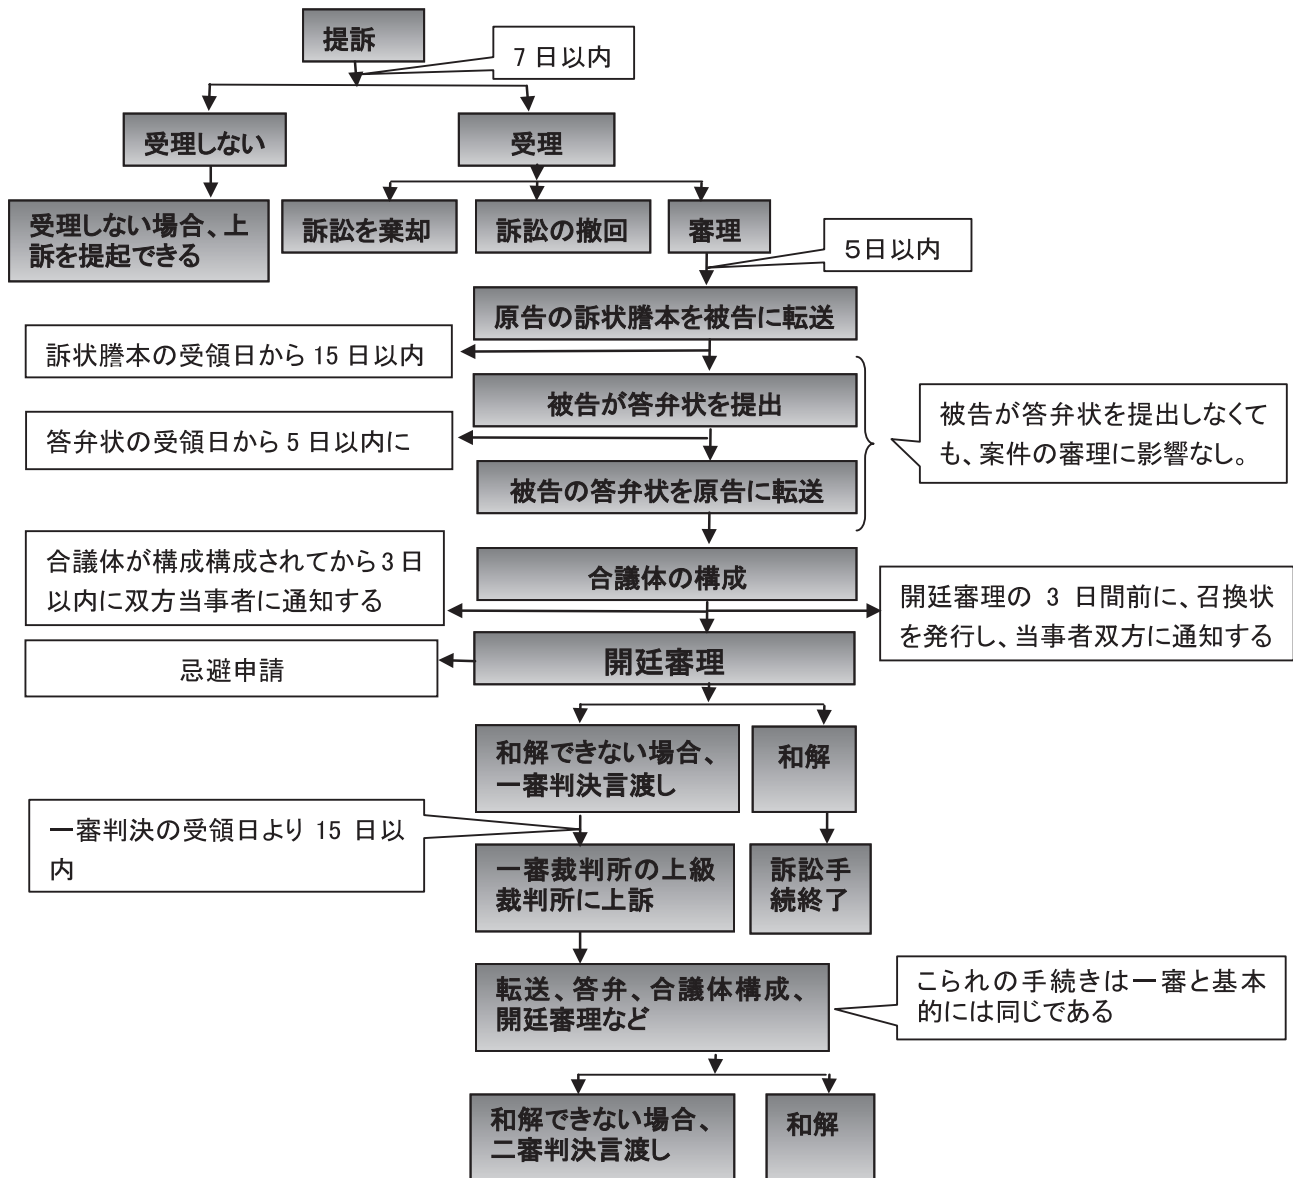 提訴
7 日以内
受理しない
受理
受理しない場合、上
訴を提起できる
訴訟を棄却
訴訟の撤回
審理
5日以内
原告の訴状謄本を被告に転送
訴状謄本の受領日から 15 日以内
被告が答弁状を提出
被告が答弁状を提出しなくて
も、案件の審理に影響なし。
答弁状の受領日から 5 日以内に
被告の答弁状を原告に転送
合議体が構成構成されてから 3 日
以内に双方当事者に通知する
合議体の構成
開廷審理の 3 日間前に、召換状
を発行し、当事者双方に通知する
開廷審理
忌避申請
和解できない場合、
一審判決言渡し
和解
一審判決の受領日より 15 日以
内
一審裁判所の上級
裁判所に上訴
訴訟手
続終了
転送、答弁、合議体構成、
開廷審理など
こられの手続きは一審と基本
的には同じである
和解できない場合、
二審判決言渡し
和解